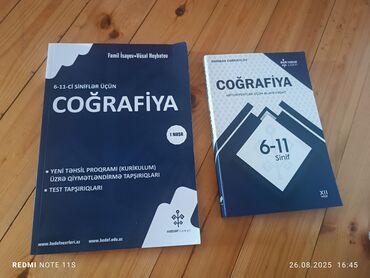 Famil İsayev•Vüsal Heybətov
6-11-Cİ SİNİFLƏR ÜÇÜN
COĞRAFİYA
I NƏŞR
• YENİ TƏHSİL PROQRAMI (KURİKULUM)
ÜZRƏ QİYMƏTLƏNDİRMƏ TAPŞIRIQLARI
• TEST TAPŞIRIQLARI
www.hedefnesrleri.az
www.hedef.edu.az
COĞRAFİYA
6-11
Sinif
XII
REDMI NOTE 11S
26.08.2025 16:45